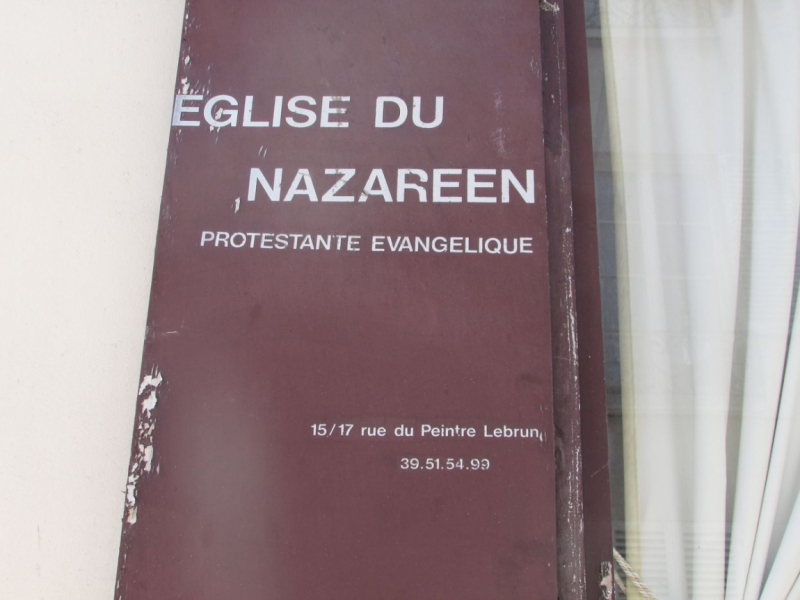 EGLISE DU
NAZAREEN
PROTESTANTE EVANGELIQUE
15/17 rue du Peintre Lebrun
39.51.54.99